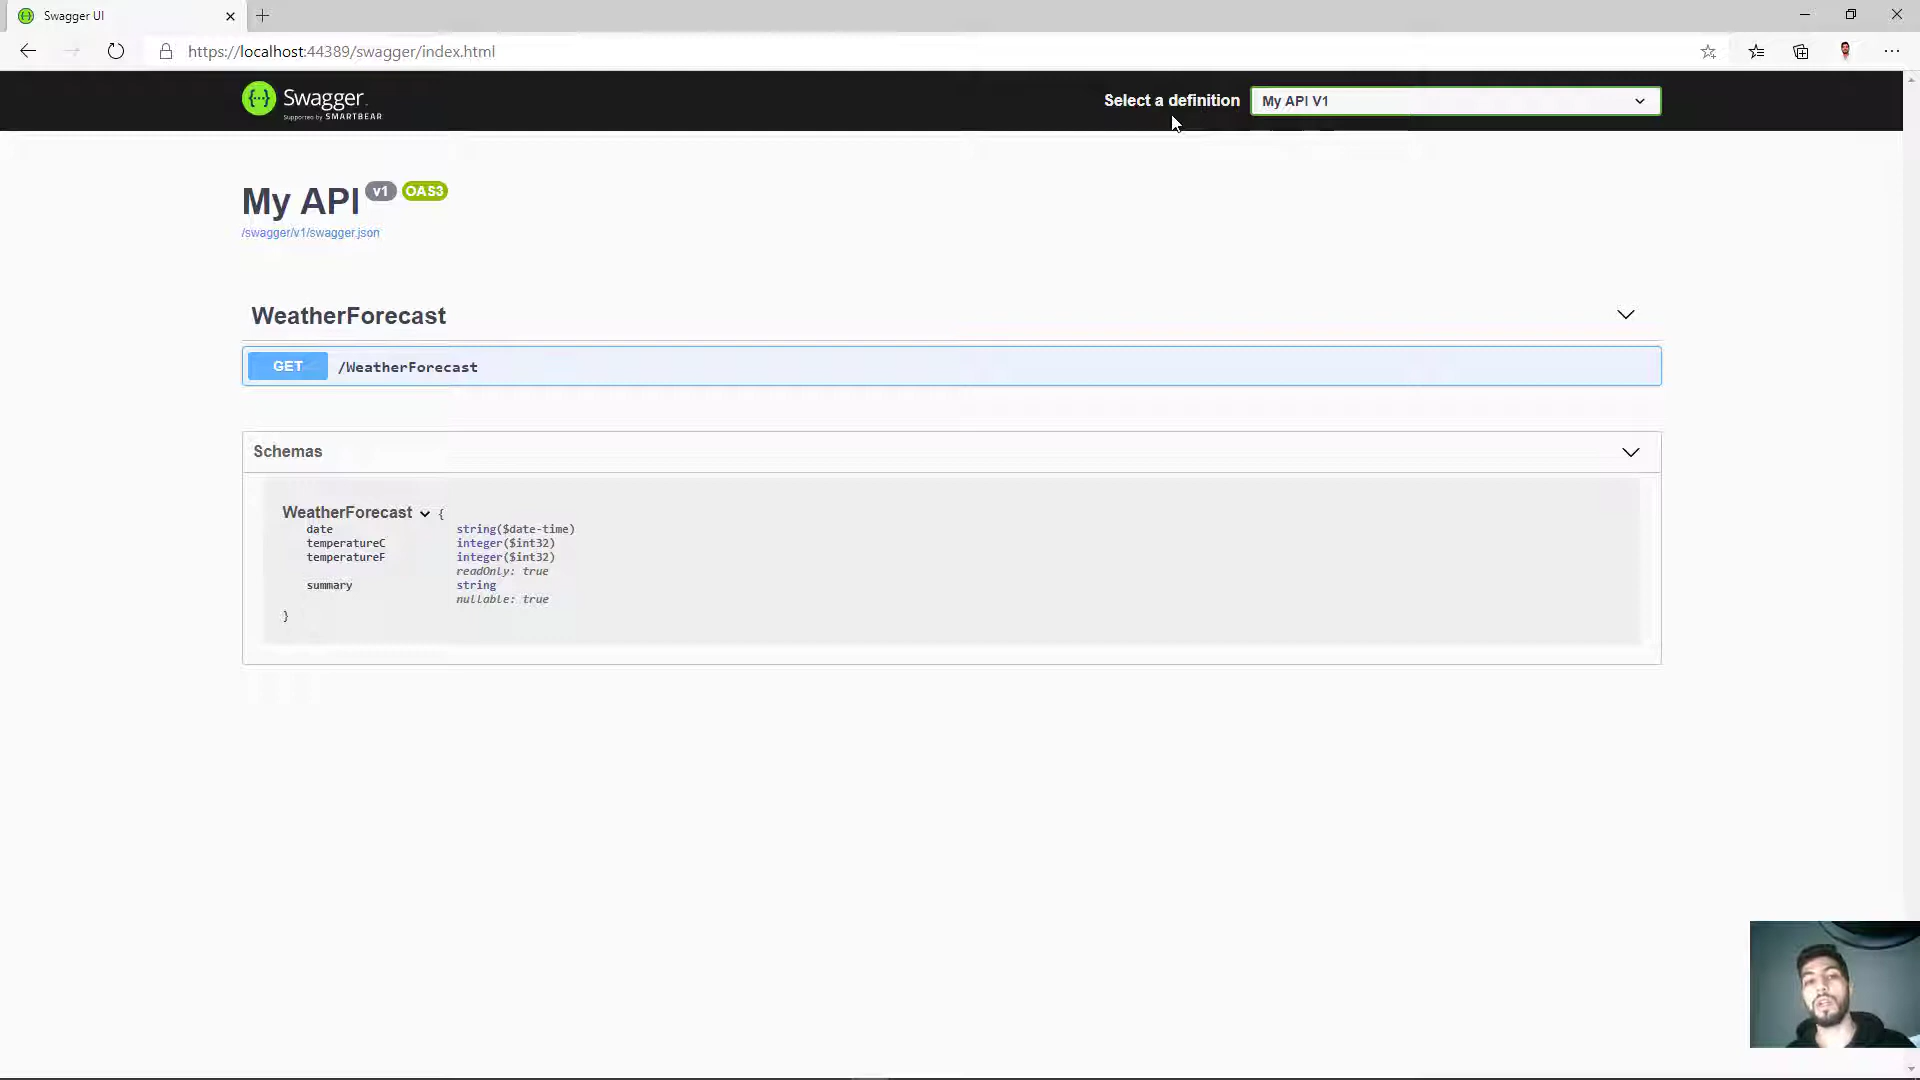 Swagger UI
https://localhost:44389/swagger/index.html
{...} Swagger.
Supported by SMARTBEAR
Select a definition
My API V1
My API v1 OAS3
/swagger/v1/swagger.json
WeatherForecast
GET /WeatherForecast
Schemas
WeatherForecast {
date string($date-time)
temperatureC integer($int32)
temperatureF integer($int32)
readOnly: true
summary string
nullable: true
}